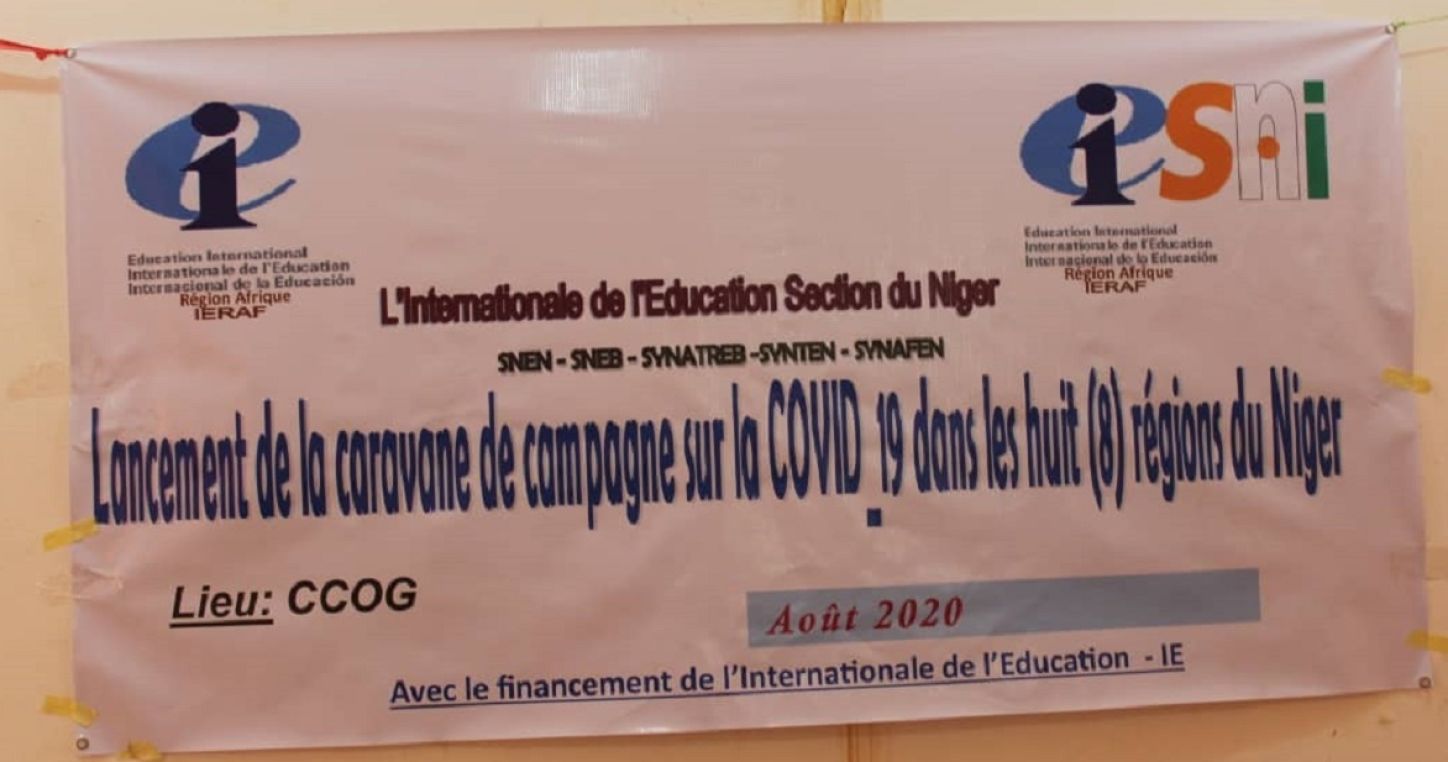 ei
Education International
Internationale de l'Education
Internacional de la Educación
Région Afrique
IERAF
eisni
Education International
Internationale de l'Education
Internacional de la Educación
Région Afrique
IERAF
L'Internationale de l'Education Section du Niger
SNEN - SNEB - SYNATREB -SYNTEN - SYNAFEN
Lancement de la caravane de campagne sur la COVID_19 dans les huit (8) régions du Niger
Lieu: CCOG
Août 2020
Avec le financement de l'Internationale de l'Education - IE